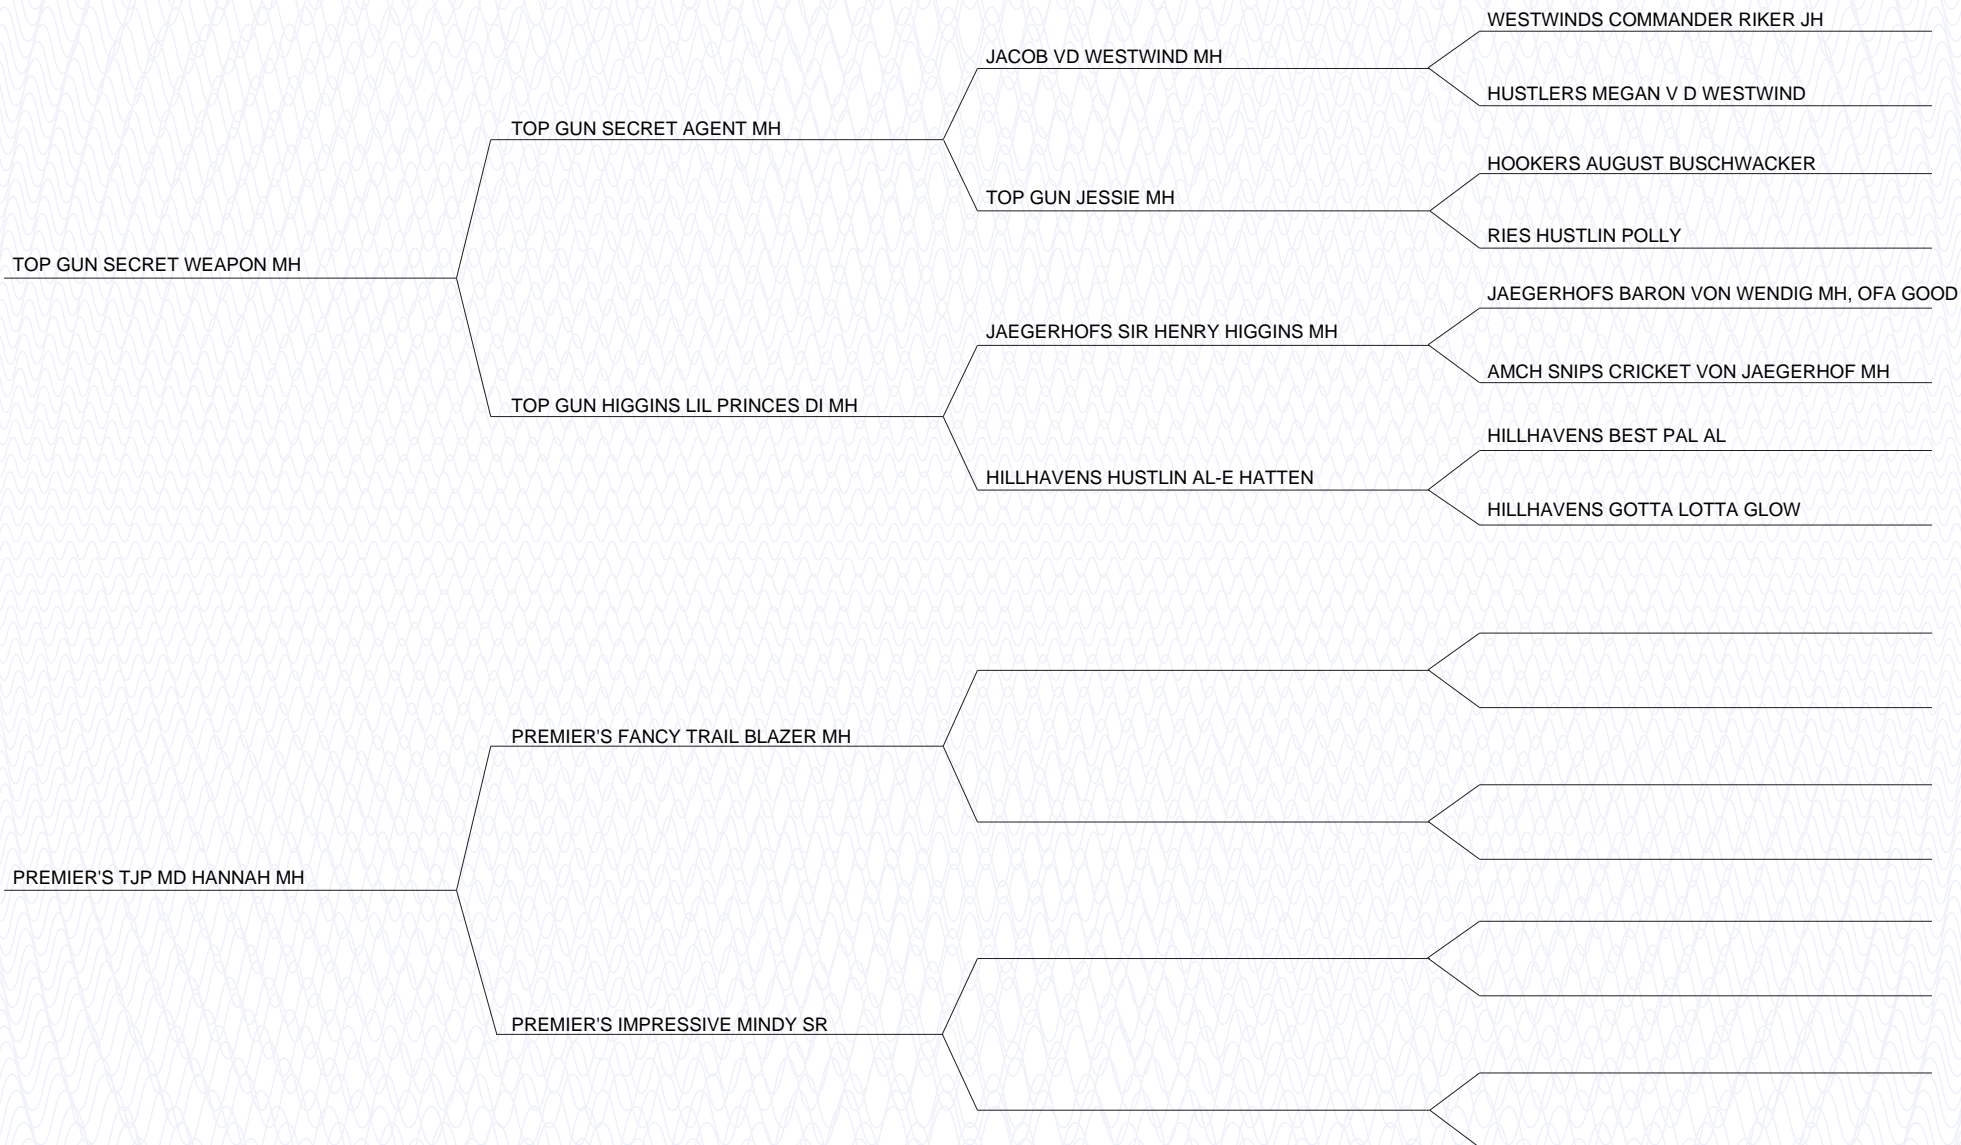 WESTWINDS COMMANDER RIKER JH
JACOB VD WESTWIND MH
HUSTLERS MEGAN V D WESTWIND
TOP GUN SECRET AGENT MH
HOOKERS AUGUST BUSCHWACKER
TOP GUN JESSIE MH
RIES HUSTLIN POLLY
TOP GUN SECRET WEAPON MH
JAEGERHOFS BARON VON WENDIG MH, OFA GOOD
JAEGERHOFS SIR HENRY HIGGINS MH
AMCH SNIPS CRICKET VON JAEGERHOF MH
TOP GUN HIGGINS LIL PRINCES DI MH
HILLHAVENS BEST PAL AL
HILLHAVENS HUSTLIN AL-E HATTEN
HILLHAVENS GOTTA LOTTA GLOW
PREMIER'S FANCY TRAIL BLAZER MH
PREMIER'S TJP MD HANNAH MH
PREMIER'S IMPRESSIVE MINDY SR